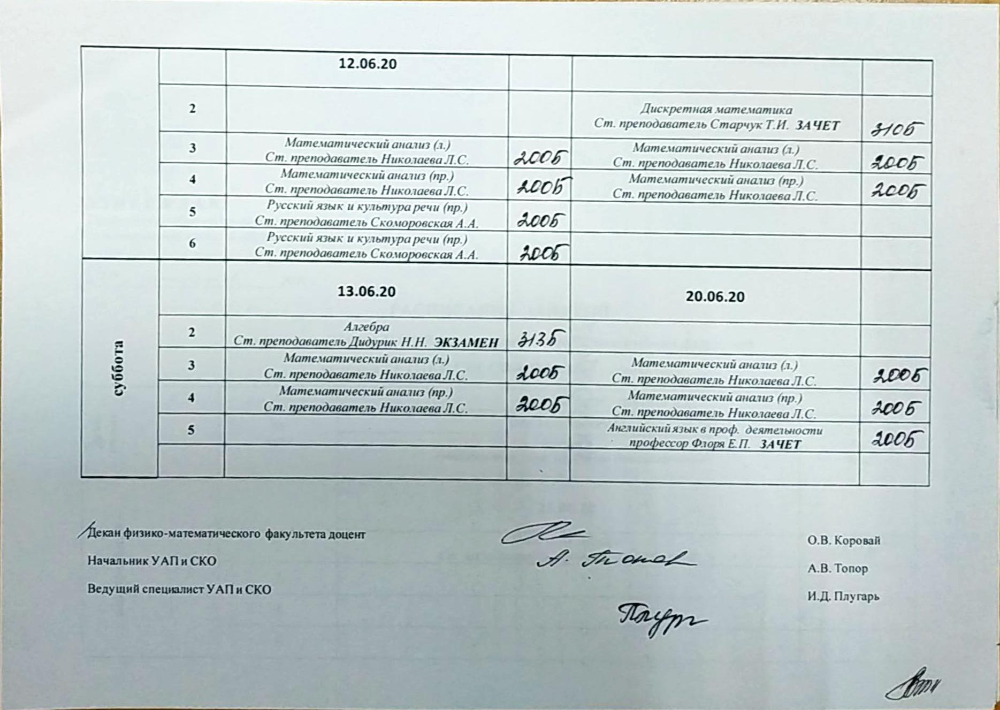 12.06.20
2
Дискретная математика
Ст. преподаватель Старчук Т.И. ЗАЧЕТ
310Б
3
Математический анализ (л.)
Ст. преподаватель Николаева Л.С.
200Б
Математический анализ (л.)
Ст. преподаватель Николаева Л.С.
200Б
4
Математический анализ (пр.)
Ст. преподаватель Николаева Л.С.
200Б
Математический анализ (пр.)
Ст. преподаватель Николаева Л.С.
200Б
5
Русский язык и культура речи (пр.)
Ст. преподаватель Скоморовская А.А.
200Б
6
Русский язык и культура речи (пр.)
Ст. преподаватель Скоморовская А.А.
200Б
суббота
13.06.20
20.06.20
2
Алгебра
Ст. преподаватель Дидурик Н.Н. ЭКЗАМЕН
313Б
3
Математический анализ (л.)
Ст. преподаватель Николаева Л.С.
200Б
Математический анализ (л.)
Ст. преподаватель Николаева Л.С.
200Б
4
Математический анализ (пр.)
Ст. преподаватель Николаева Л.С.
200Б
Математический анализ (пр.)
Ст. преподаватель Николаева Л.С.
200Б
5
Английский язык в проф. деятельности
профессор Флоря Е.П. ЗАЧЕТ
200Б
Декан физико-математического факультета доцент
О.В. Коровай
Начальник УАП и СКО
А.В. Топор
Ведущий специалист УАП и СКО
И.Д. Плугарь